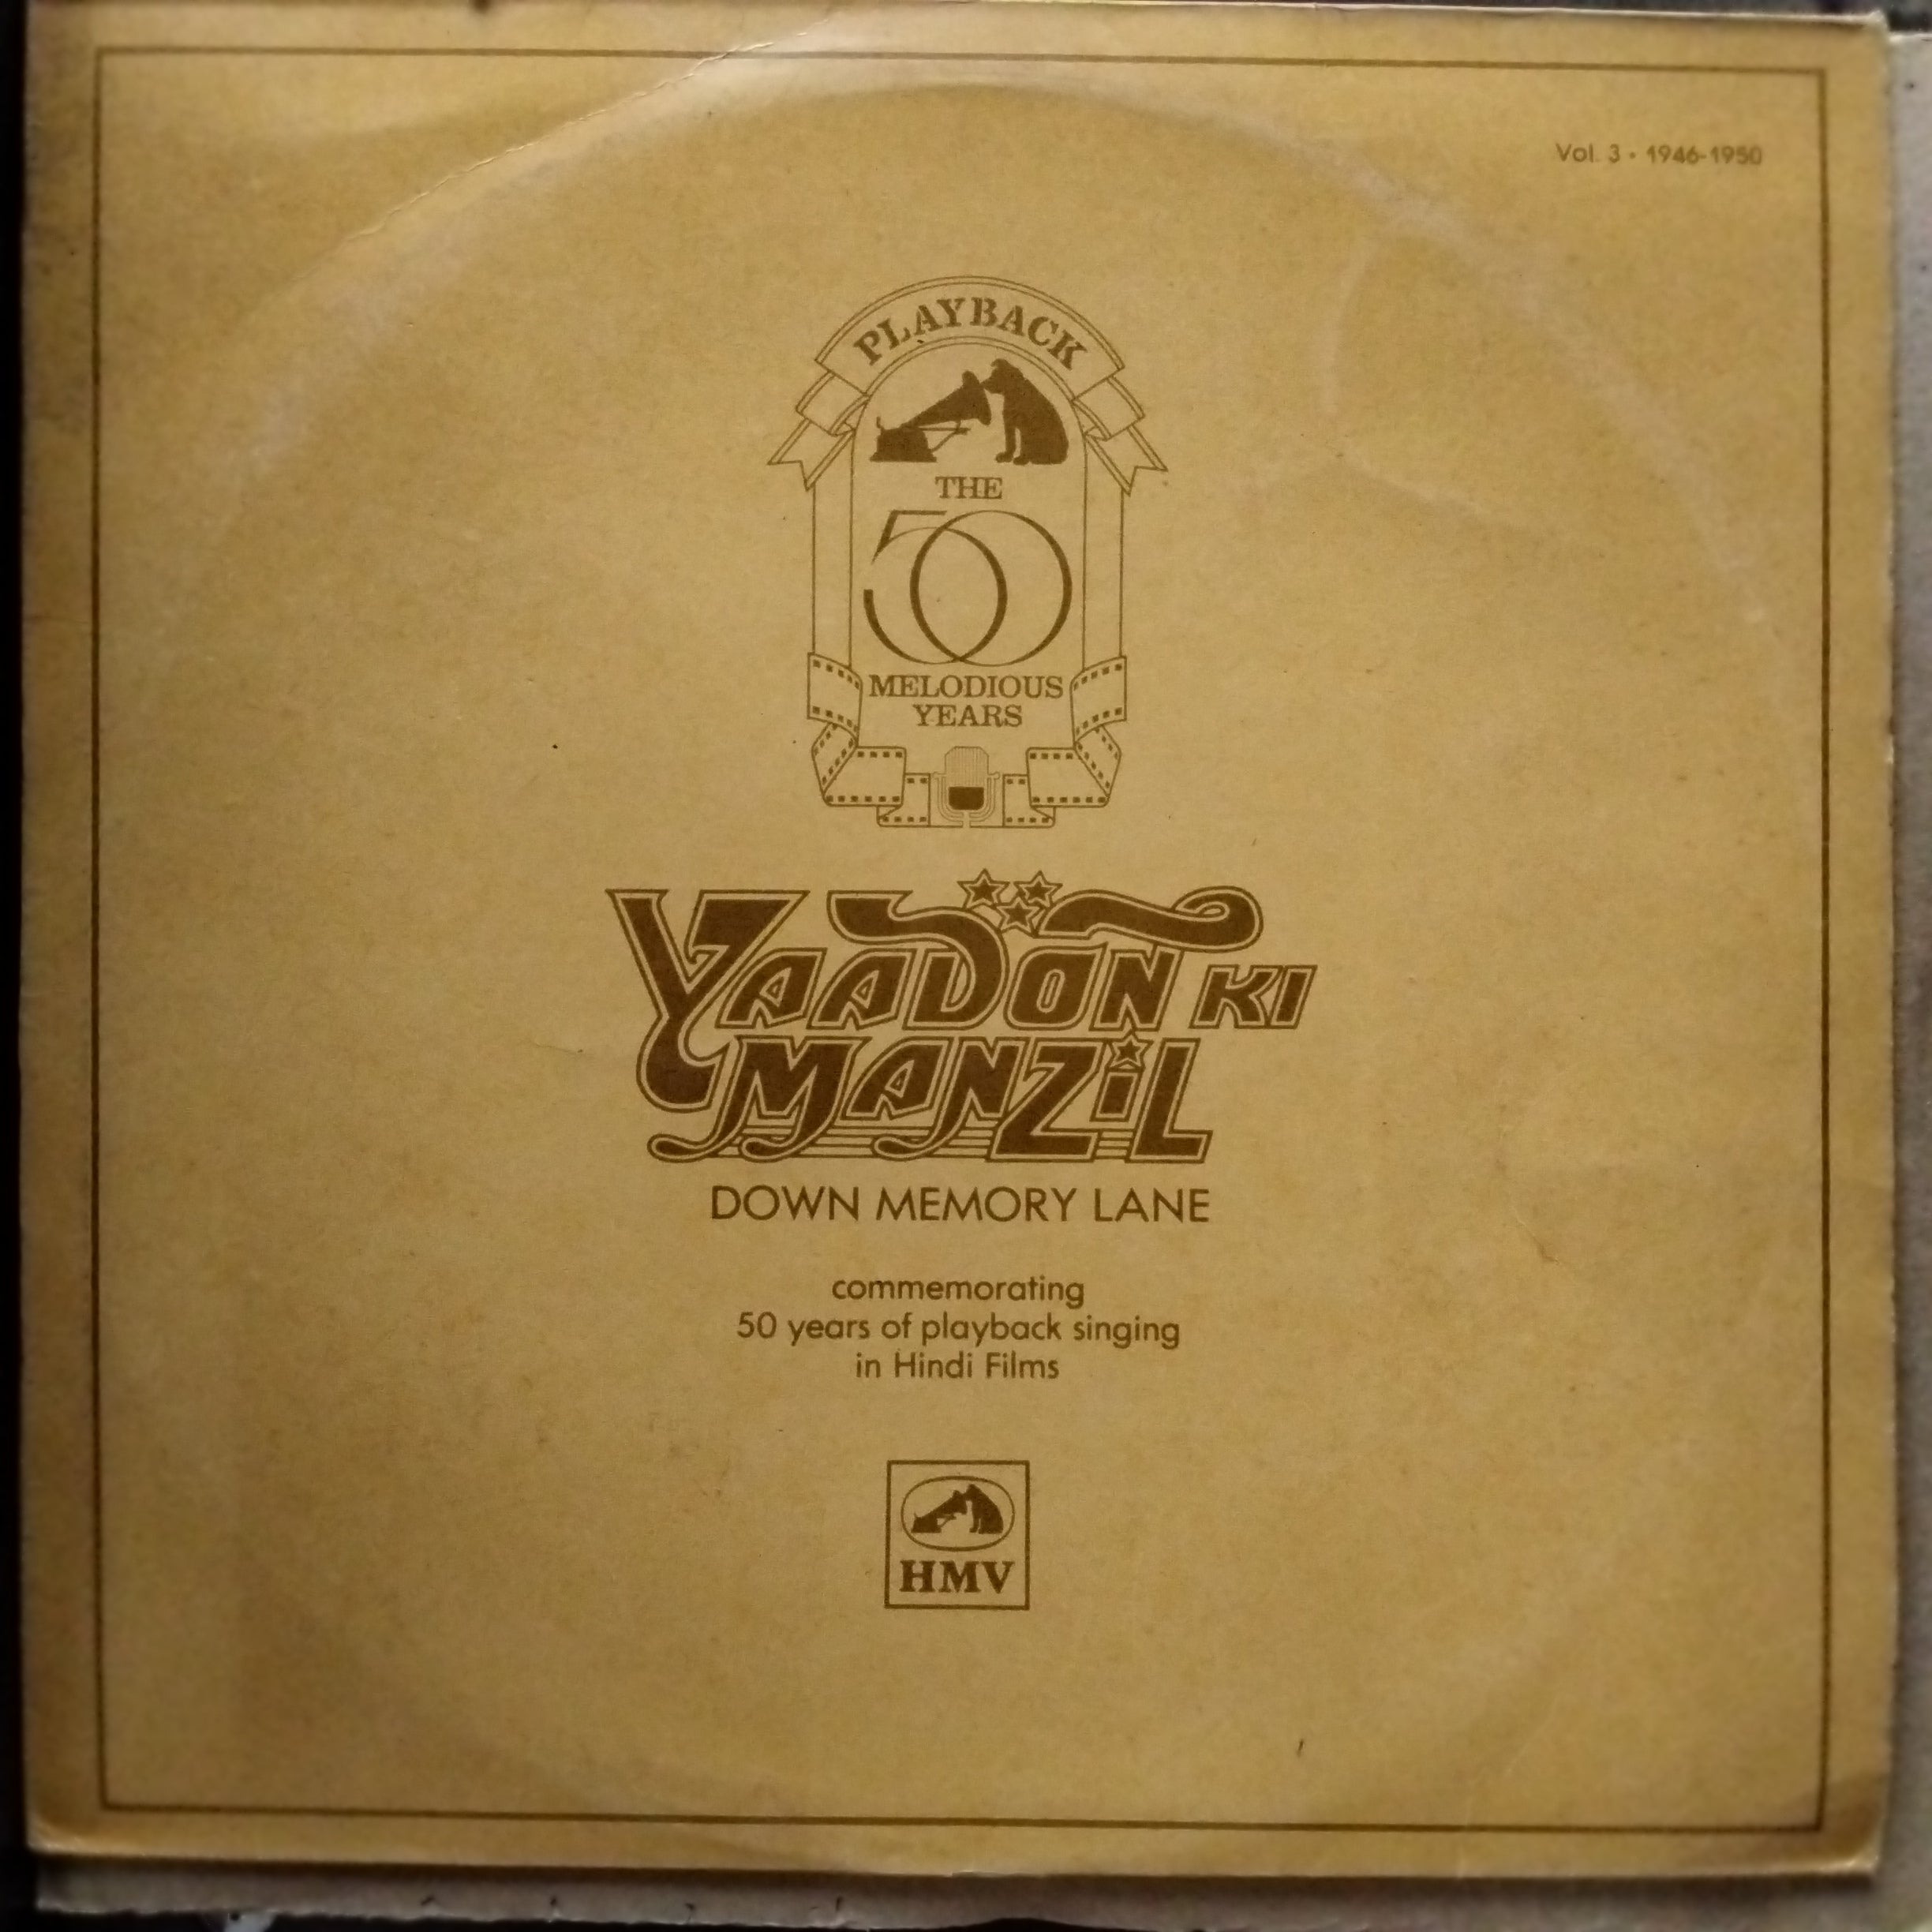 Vol. 3 • 1946-1950
PLAYBACK
THE
50
MELODIOUS
YEARS
YAADON KI
MANZiL
DOWN MEMORY LANE
commemorating
50 years of playback singing
in Hindi Films
HMV